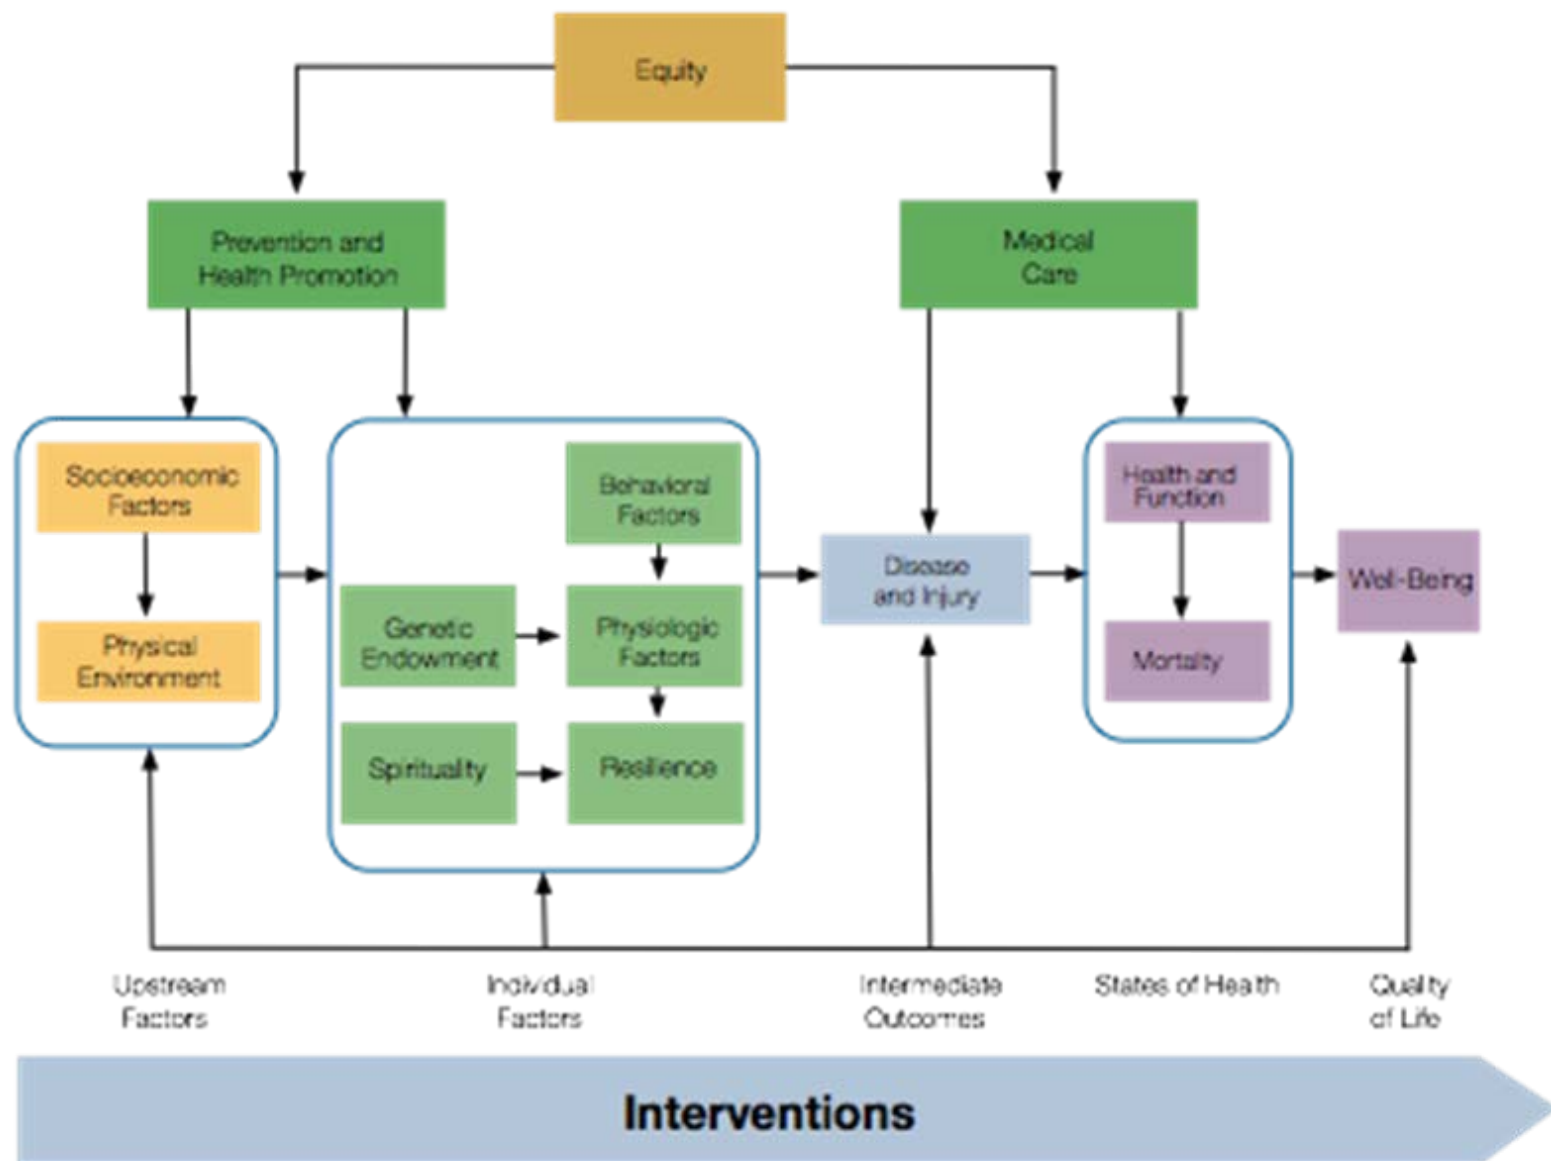 Equity
Prevention and
Health Promotion
Medical
Care
Socioeconomic
Factors
Physical
Environment
Behavioral
Factors
Genetic
Endowment
Physiologic
Factors
Spirituality
Resilience
Disease
and Injury
Health and
Function
Mortality
Well-Being
Upstream
Factors
Individual
Factors
Intermediate
Outcomes
States of Health
Quality
of Life
Interventions